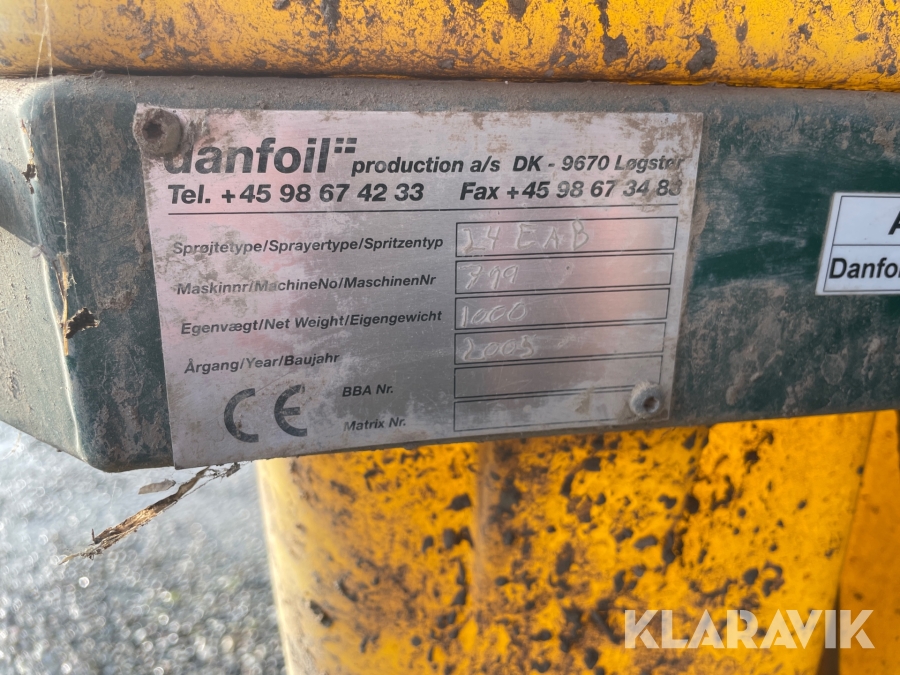 danfoil production a/s DK - 9670 Løgstør
Tel. +45 98 67 42 33 Fax +45 98 67 34 83
Sprøjtetype/Sprayertype/Spritzentyp
Maskinnr/MachineNo/MaschinenNr 899
Egenvægt/Net Weight/Eigengewicht 1000
Årgang/Year/Baujahr 2005
BBA Nr.
CE
Matrix Nr.
A
Danfoi
KLARAVIK